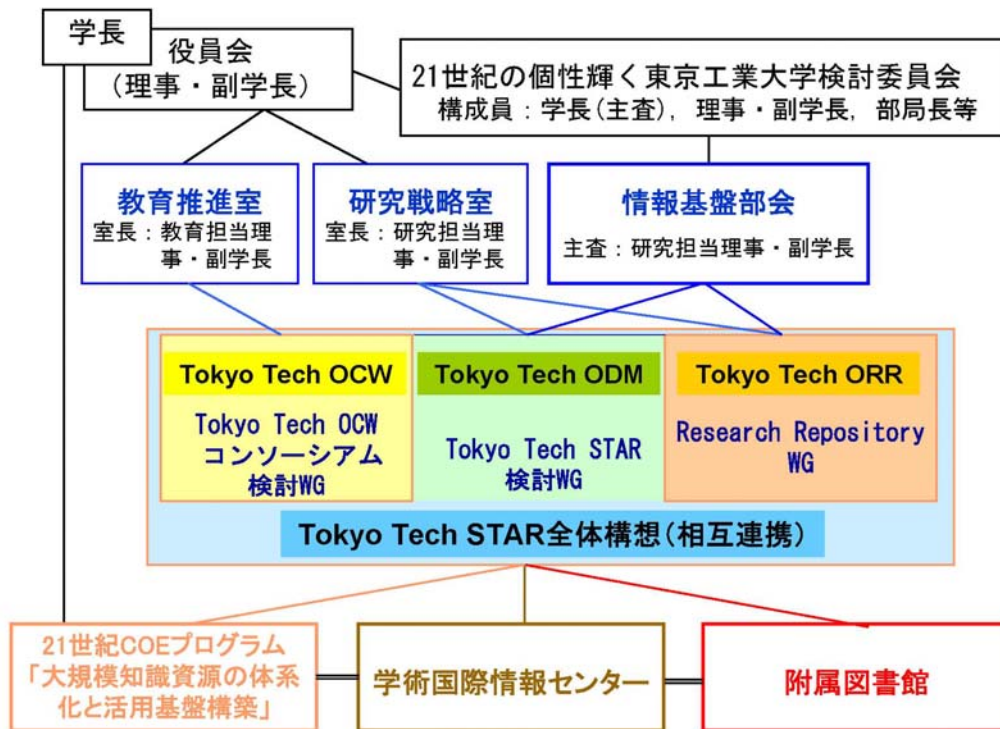 学長
役員会
（理事・副学長）
21世紀の個性輝く東京工業大学検討委員会
構成員：学長(主査)，理事・副学長，部局長等
教育推進室
室長：教育担当理
事・副学長
研究戦略室
室長：研究担当理
事・副学長
情報基盤部会
主査：研究担当理事・副学長
Tokyo Tech OCW
Tokyo Tech OCW
コンソーシアム
検討WG
Tokyo Tech ODM
Tokyo Tech STAR
検討WG
Tokyo Tech ORR
Research Repository
WG
Tokyo Tech STAR全体構想（相互連携）
21世紀COEプログラム
「大規模知識資源の体系
化と活用基盤構築」
学術国際情報センター
附属図書館